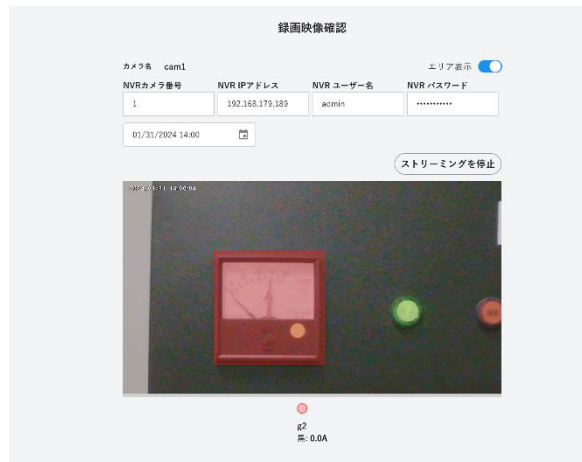 録画映像確認
カメラ名 cam1
エリア表示
NVRカメラ番号 NVR IPアドレス NVR ユーザー名 NVR パスワード
1 192.168.179.189 admin ･･･････････
01/31/2024 14:00
ストリーミングを停止
g2
黒: 0.0A